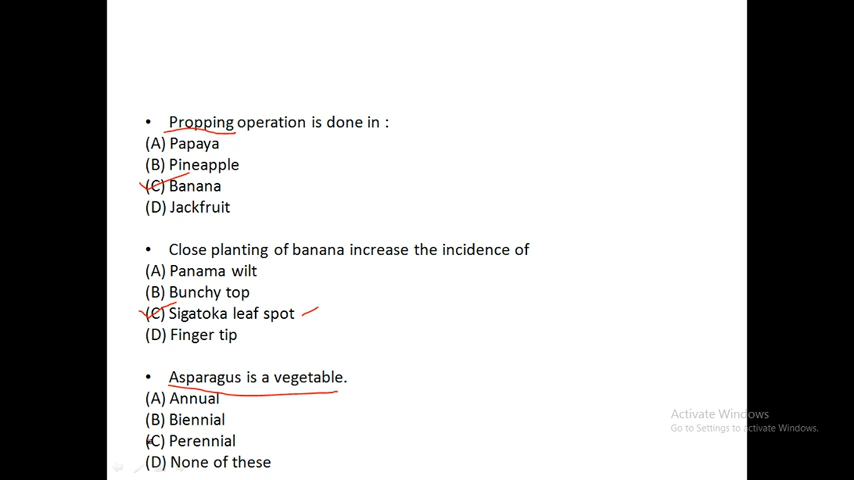 • Propping operation is done in :
(A) Papaya
(B) Pineapple
(C) Banana
(D) Jackfruit
• Close planting of banana increase the incidence of
(A) Panama wilt
(B) Bunchy top
(C) Sigatoka leaf spot
(D) Finger tip
• Asparagus is a vegetable.
(A) Annual
(B) Biennial
(C) Perennial
(D) None of these
Activate Windows
Go to Settings to activate Windows.